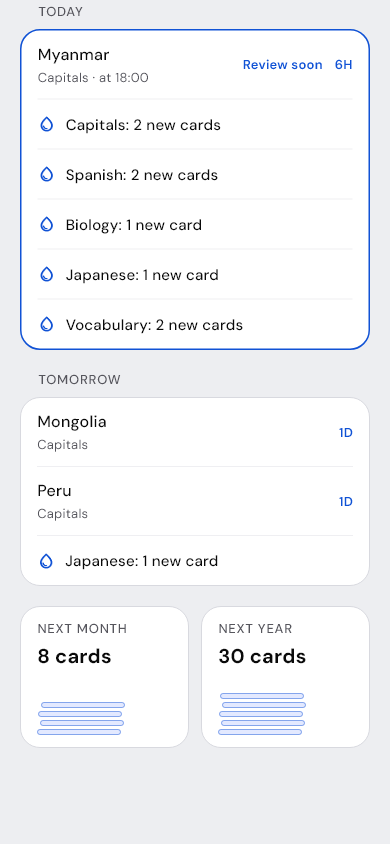 TODAY
Myanmar
Capitals · at 18:00
Review soon 6H
Capitals: 2 new cards
Spanish: 2 new cards
Biology: 1 new card
Japanese: 1 new card
Vocabulary: 2 new cards
TOMORROW
Mongolia
Capitals
1D
Peru
Capitals
1D
Japanese: 1 new card
NEXT MONTH
8 cards
NEXT YEAR
30 cards